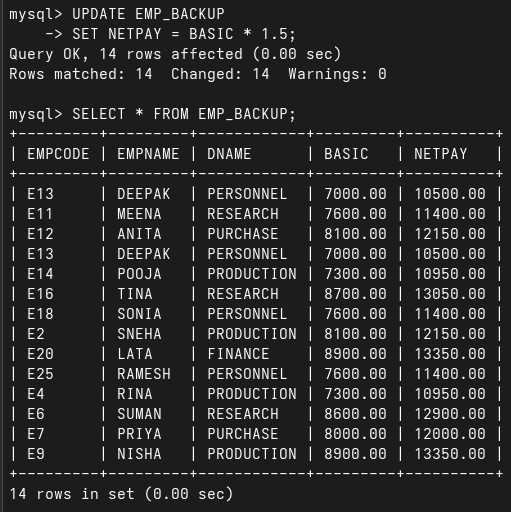 mysql> UPDATE EMP_BACKUP
    -> SET NETPAY = BASIC * 1.5;
Query OK, 14 rows affected (0.00 sec)
Rows matched: 14  Changed: 14  Warnings: 0

mysql> SELECT * FROM EMP_BACKUP;
+---------+---------+------------+---------+----------+
| EMPCODE | EMPNAME | DNAME      | BASIC   | NETPAY   |
+---------+---------+------------+---------+----------+
| E13     | DEEPAK  | PERSONNEL  | 7000.00 | 10500.00 |
| E11     | MEENA   | RESEARCH   | 7600.00 | 11400.00 |
| E12     | ANITA   | PURCHASE   | 8100.00 | 12150.00 |
| E13     | DEEPAK  | PERSONNEL  | 7000.00 | 10500.00 |
| E14     | POOJA   | PRODUCTION | 7300.00 | 10950.00 |
| E16     | TINA    | RESEARCH   | 8700.00 | 13050.00 |
| E18     | SONIA   | PERSONNEL  | 7600.00 | 11400.00 |
| E2      | SNEHA   | PRODUCTION | 8100.00 | 12150.00 |
| E20     | LATA    | FINANCE    | 8900.00 | 13350.00 |
| E25     | RAMESH  | PERSONNEL  | 7600.00 | 11400.00 |
| E4      | RINA    | PRODUCTION | 7300.00 | 10950.00 |
| E6      | SUMAN   | RESEARCH   | 8600.00 | 12900.00 |
| E7      | PRIYA   | PURCHASE   | 8000.00 | 12000.00 |
| E9      | NISHA   | PRODUCTION | 8900.00 | 13350.00 |
+---------+---------+------------+---------+----------+
14 rows in set (0.00 sec)